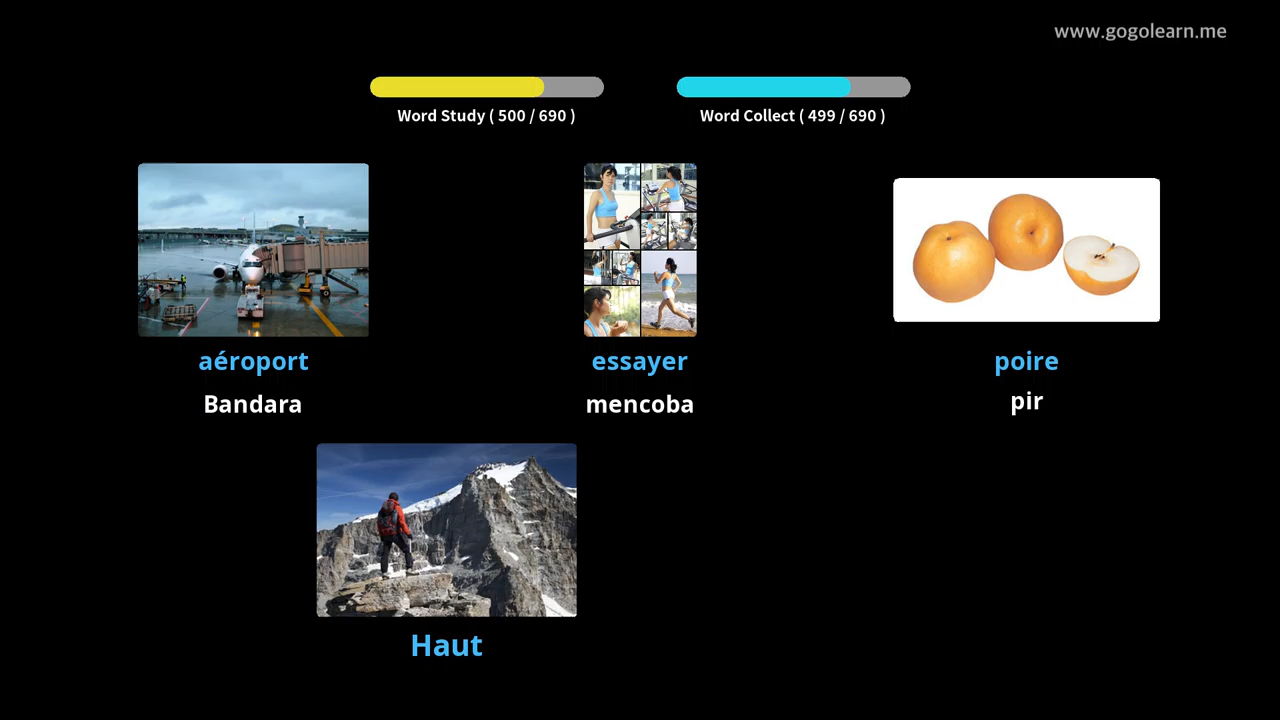 www.gogolearn.me
Word Study ( 500 / 690 )
Word Collect ( 499 / 690 )
aéroport
Bandara
essayer
mencoba
poire
pir
Haut